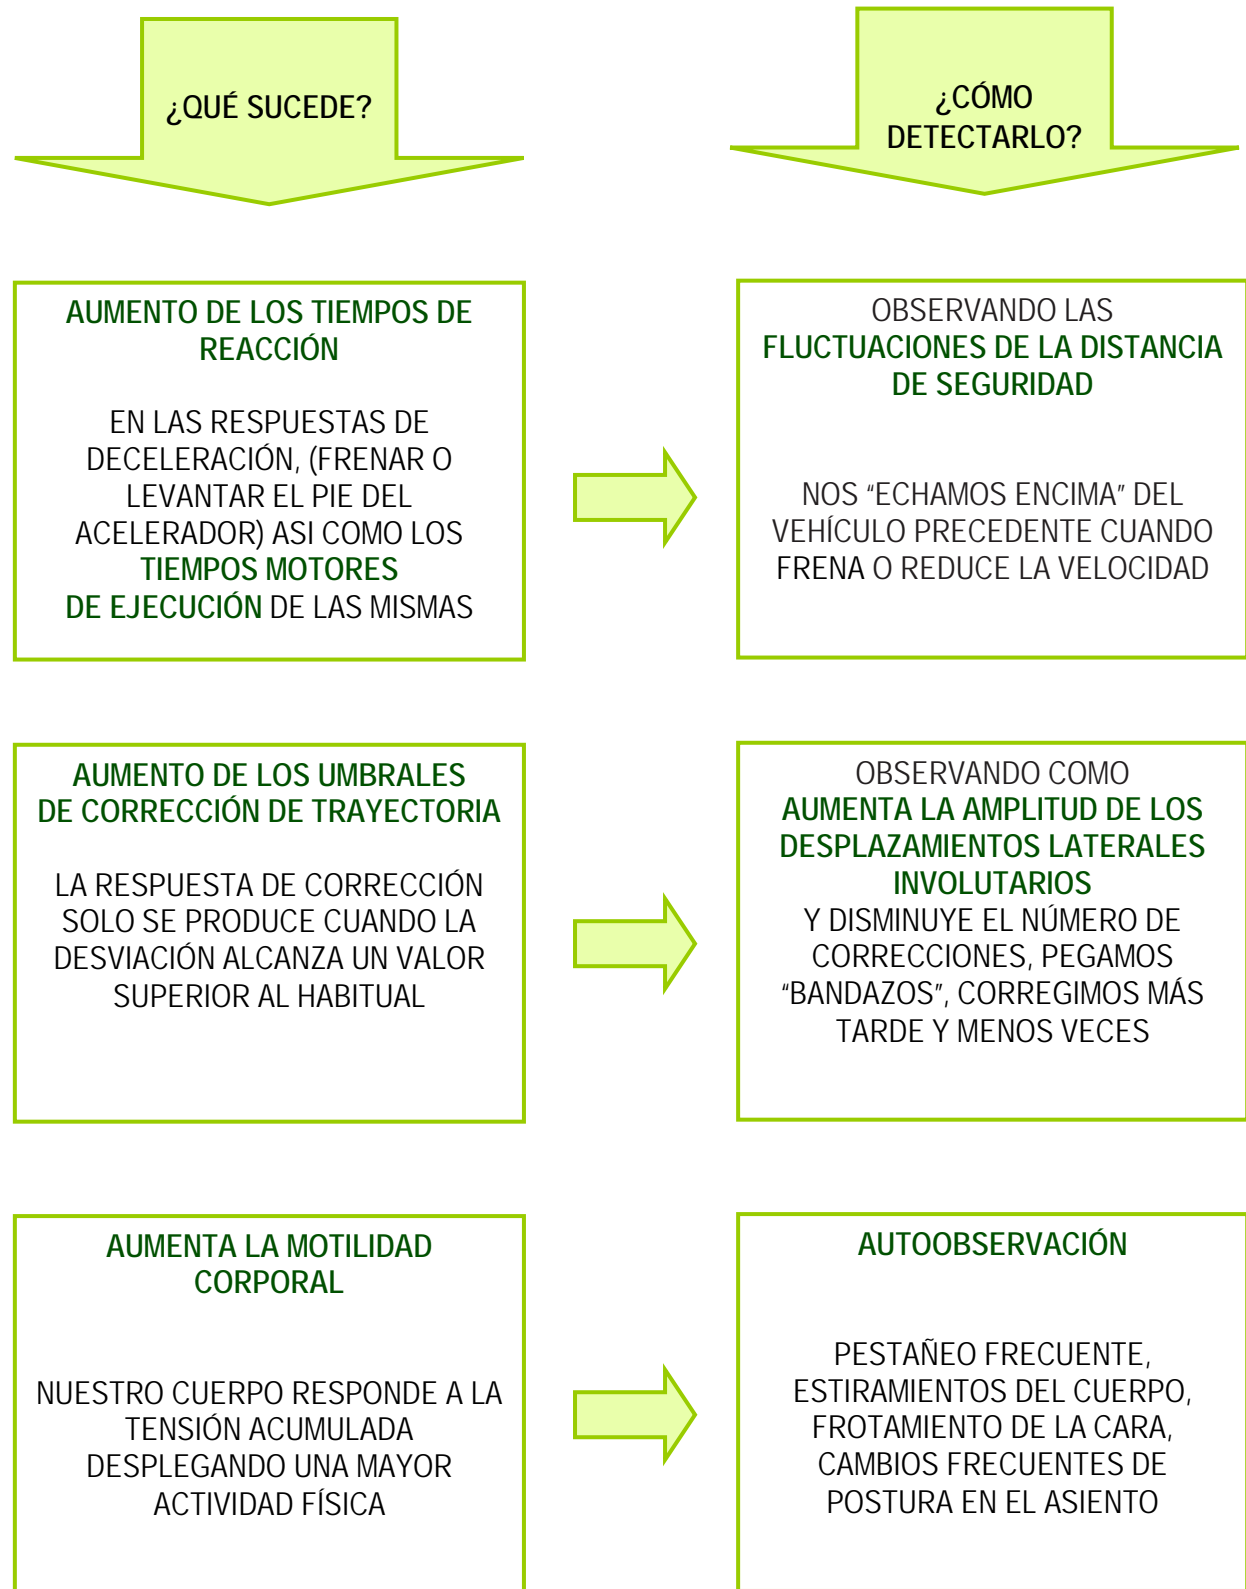 ¿QUÉ SUCEDE?
¿CÓMO
DETECTARLO?
AUMENTO DE LOS TIEMPOS DE
REACCIÓN
EN LAS RESPUESTAS DE
DECELERACIÓN, (FRENAR O
LEVANTAR EL PIE DEL
ACELERADOR) ASI COMO LOS
TIEMPOS MOTORES
DE EJECUCIÓN DE LAS MISMAS
OBSERVANDO LAS
FLUCTUACIONES DE LA DISTANCIA
DE SEGURIDAD
NOS “ECHAMOS ENCIMA” DEL
VEHÍCULO PRECEDENTE CUANDO
FRENA O REDUCE LA VELOCIDAD
AUMENTO DE LOS UMBRALES
DE CORRECCIÓN DE TRAYECTORIA
LA RESPUESTA DE CORRECCIÓN
SOLO SE PRODUCE CUANDO LA
DESVIACIÓN ALCANZA UN VALOR
SUPERIOR AL HABITUAL
OBSERVANDO COMO
AUMENTA LA AMPLITUD DE LOS
DESPLAZAMIENTOS LATERALES
INVOLUTARIOS
Y DISMINUYE EL NÚMERO DE
CORRECCIONES, PEGAMOS
“BANDAZOS”, CORREGIMOS MÁS
TARDE Y MENOS VECES
AUMENTA LA MOTILIDAD
CORPORAL
NUESTRO CUERPO RESPONDE A LA
TENSIÓN ACUMULADA
DESPLEGANDO UNA MAYOR
ACTIVIDAD FÍSICA
AUTOOBSERVACIÓN
PESTAÑEO FRECUENTE,
ESTIRAMIENTOS DEL CUERPO,
FROTAMIENTO DE LA CARA,
CAMBIOS FRECUENTES DE
POSTURA EN EL ASIENTO